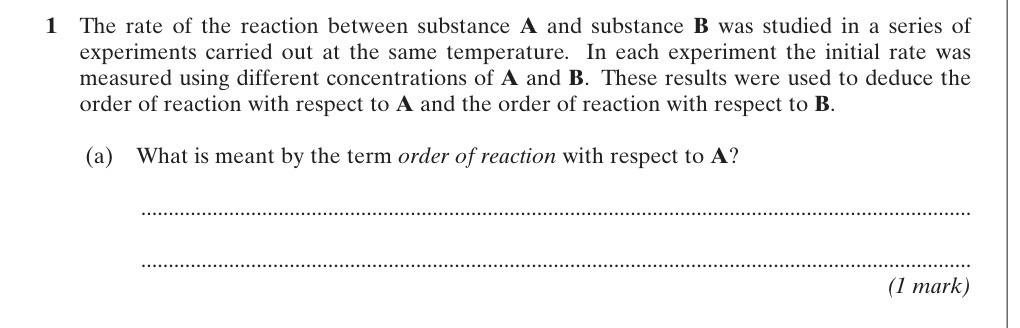 1 The rate of the reaction between substance A and substance B was studied in a series of
experiments carried out at the same temperature. In each experiment the initial rate was
measured using different concentrations of A and B. These results were used to deduce the
order of reaction with respect to A and the order of reaction with respect to B.
(a) What is meant by the term order of reaction with respect to A?
(1 mark)